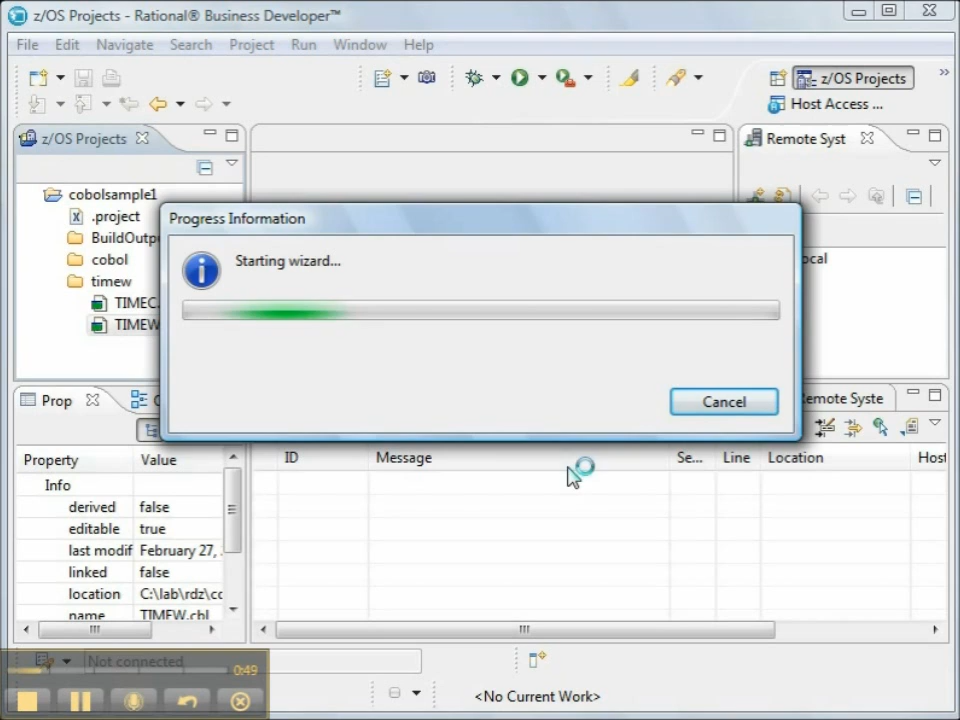 z/OS Projects - Rational® Business Developer™
File Edit Navigate Search Project Run Window Help
z/OS Projects
Host Access ...
z/OS Projects
Remote Syst
cobolsample1
.project
BuildOutp
cobol
timew
TIMEC
TIMEW
ocal
Progress Information
Starting wizard...
Cancel
Prop
emote Syste
Property Value
Info
derived false
editable true
last modif February 27, .
linked false
location C:\lab\rdz\cc
name TIMEW.cbl
ID Message Se... Line Location Host
Not connected
0:49
<No Current Work>